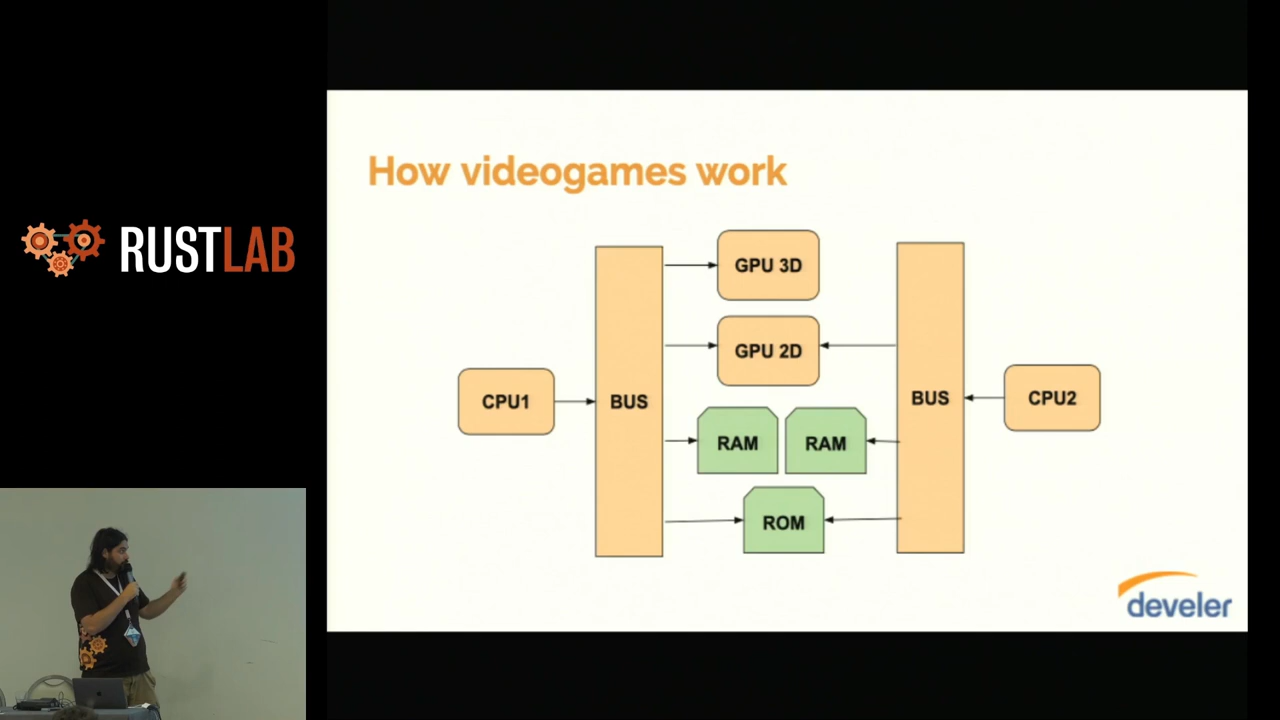 RUSTLAB
How videogames work
GPU 3D
GPU 2D
CPU1
BUS
BUS
CPU2
RAM
RAM
ROM
develer